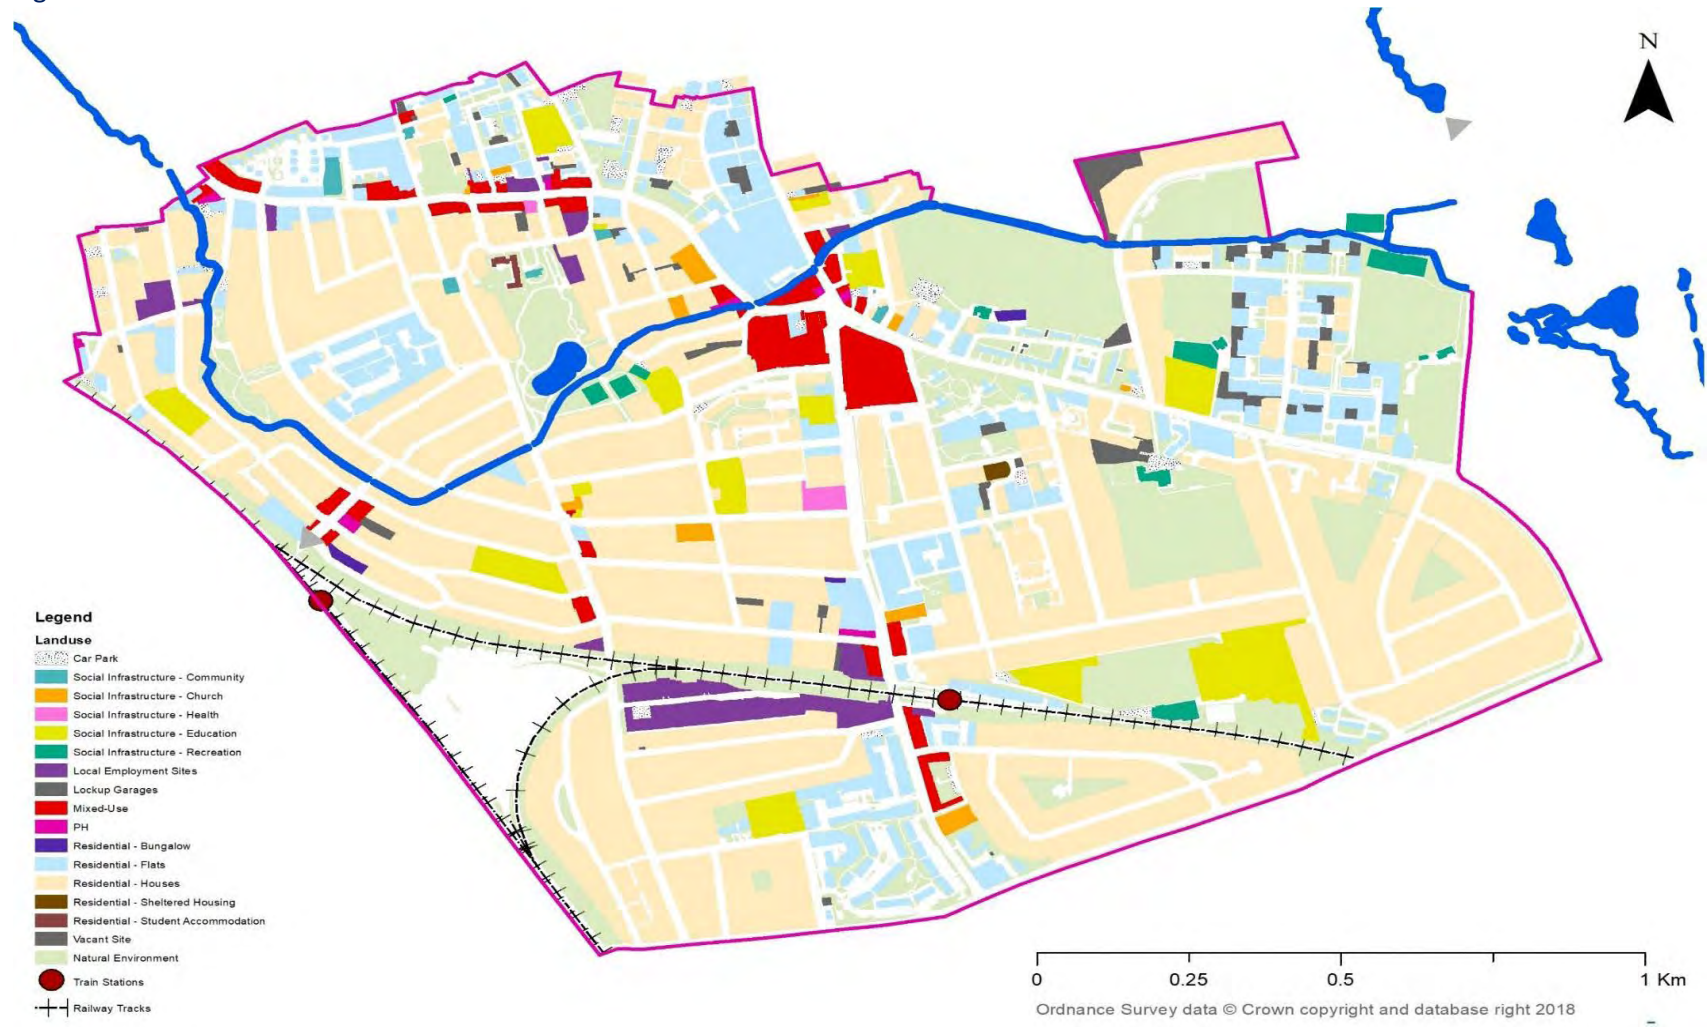 N
Legend
Landuse
Car Park
Social Infrastructure - Community
Social Infrastructure - Church
Social Infrastructure - Health
Social Infrastructure - Education
Social Infrastructure - Recreation
Local Employment Sites
Lockup Garages
Mixed-Use
PH
Residential - Bungalow
Residential - Flats
Residential - Houses
Residential - Sheltered Housing
Residential - Student Accommodation
Vacant Site
Natural Environment
Train Stations
Railway Tracks
0 0.25 0.5 1 Km
Ordnance Survey data © Crown copyright and database right 2018